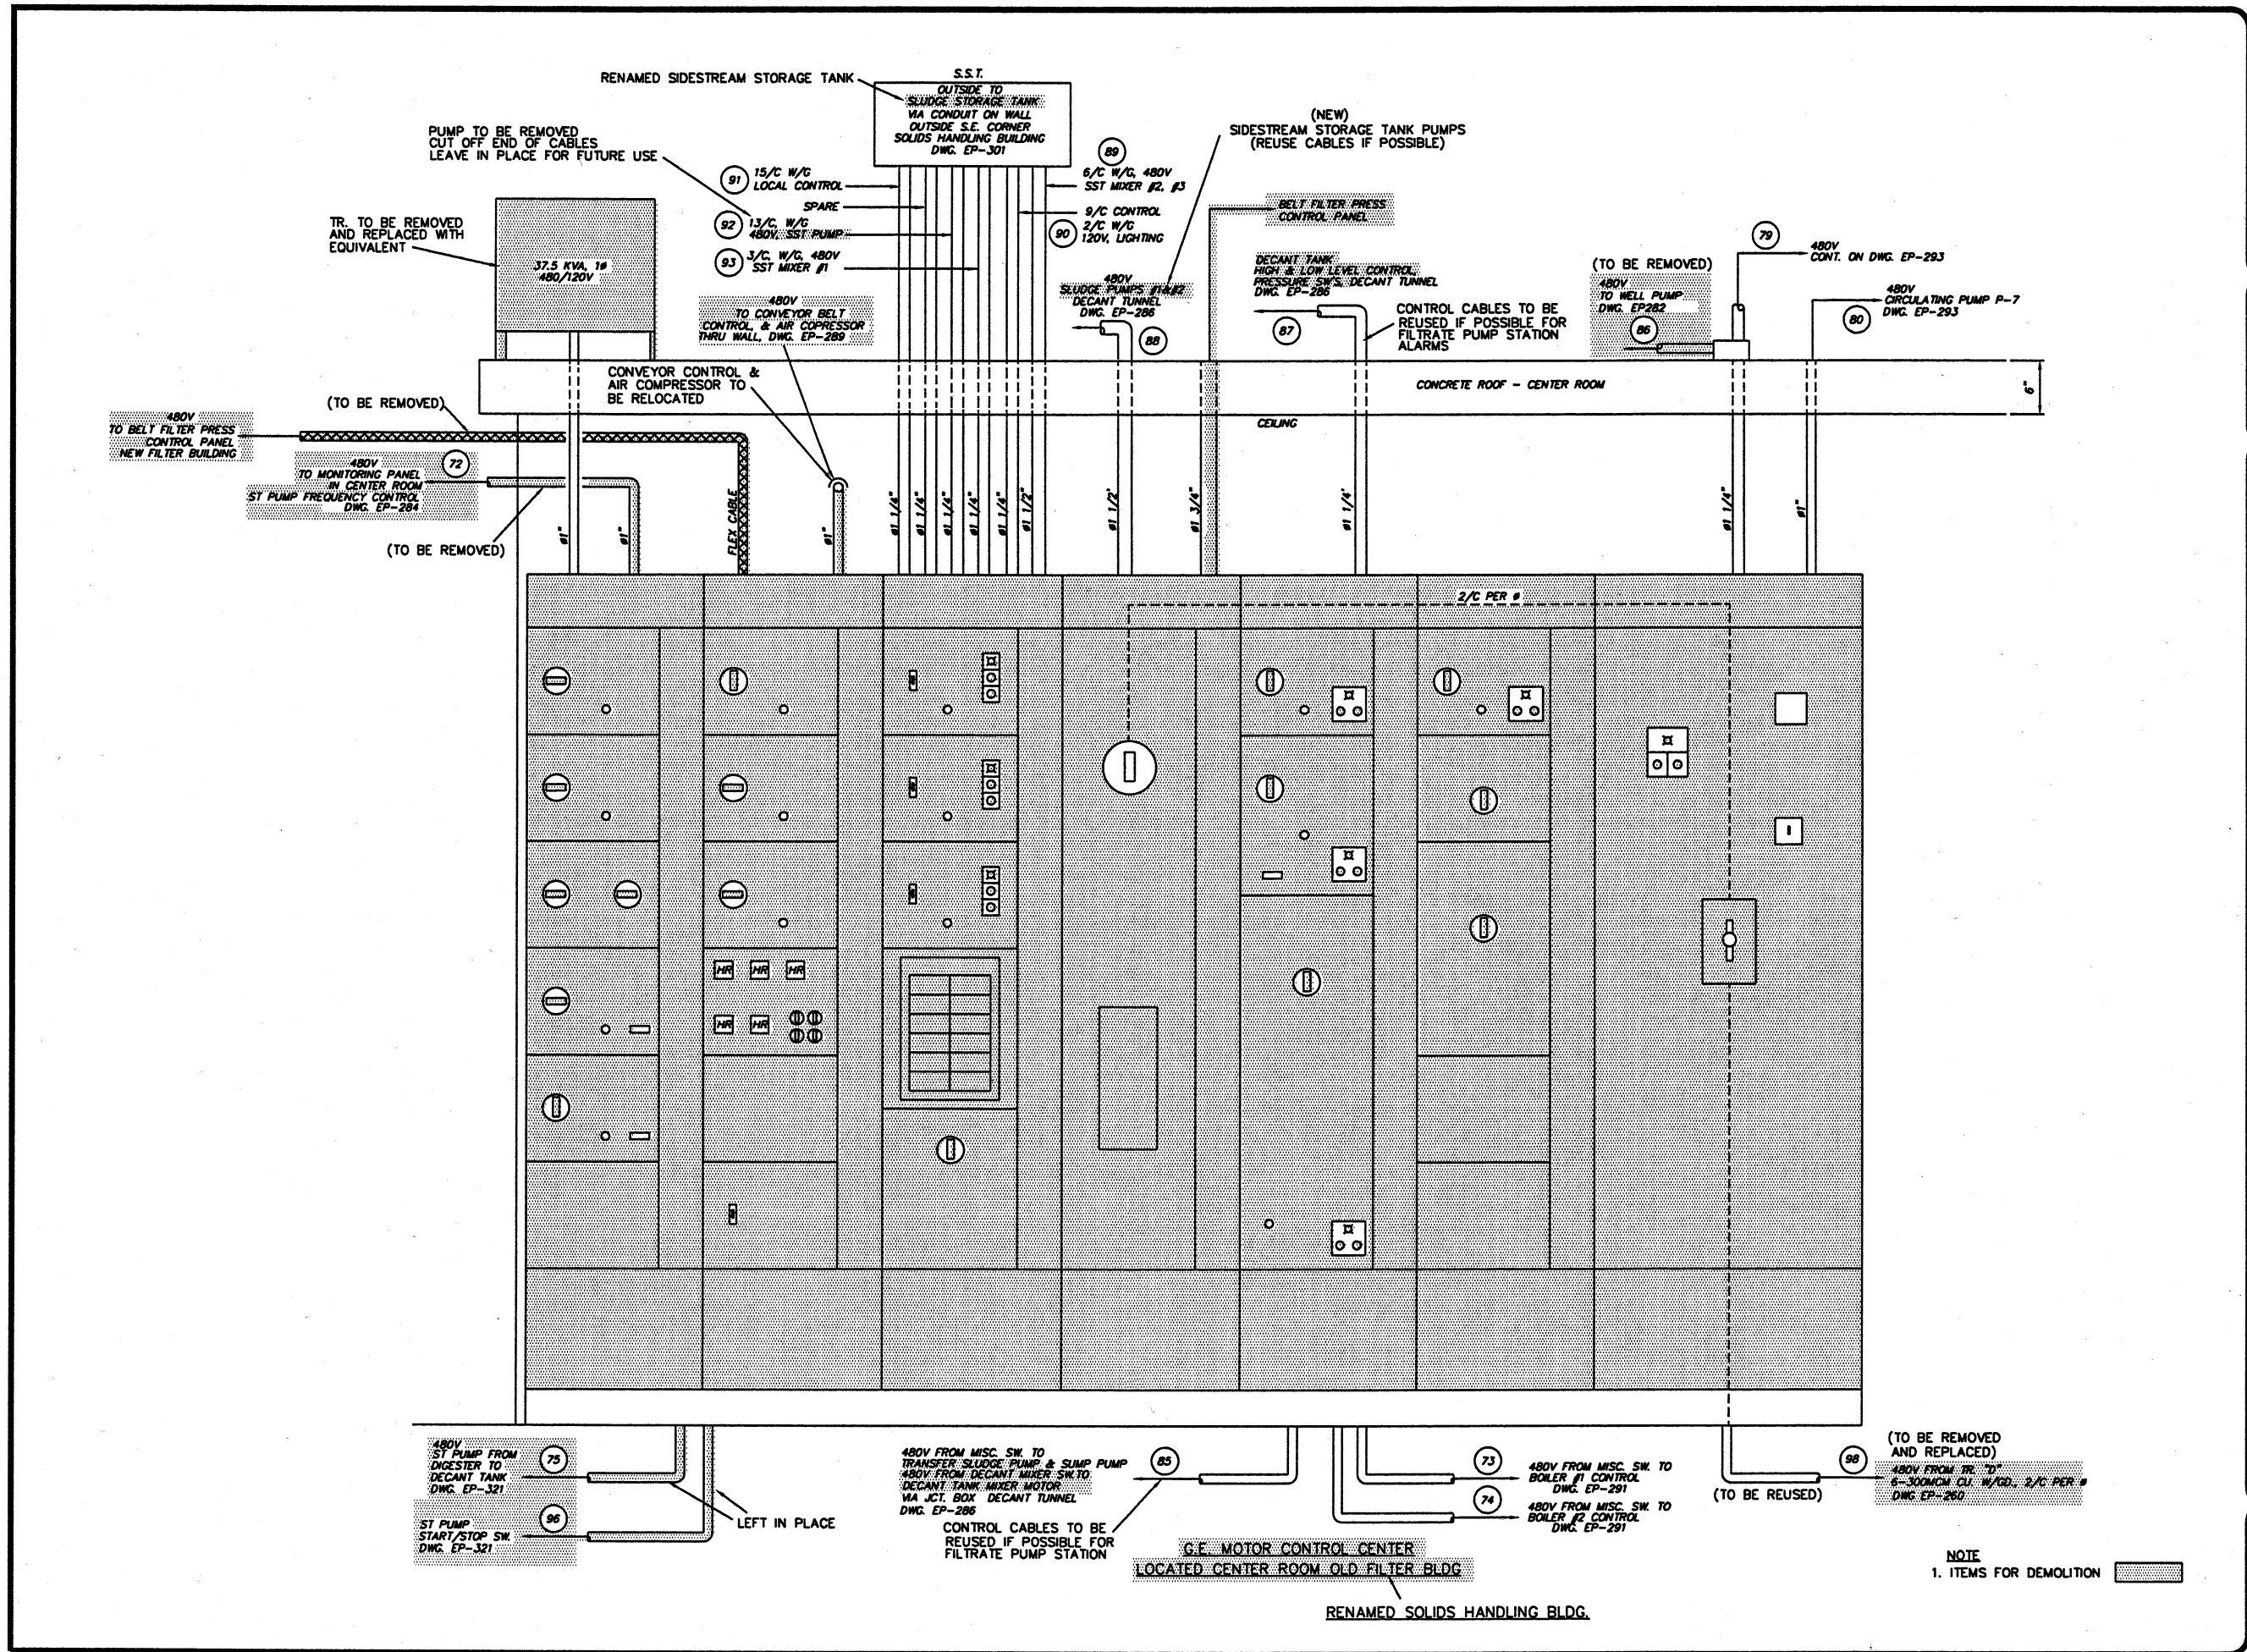 RENAMED SIDESTREAM STORAGE TANK
S.S.T.
OUTSIDE TO
SLUDGE STORAGE TANK
VIA CONDUIT ON WALL
OUTSIDE S.E. CORNER
SOLIDS HANDLING BUILDING
DWG. EP-301
PUMP TO BE REMOVED
CUT OFF END OF CABLES
LEAVE IN PLACE FOR FUTURE USE
(NEW)
SIDESTREAM STORAGE TANK PUMPS
(REUSE CABLES IF POSSIBLE)
91
15/C W/G
LOCAL CONTROL
SPARE
92
13/C, W/G
480V, SST PUMP
93
3/C, W/G, 480V
SST MIXER #1
89
6/C W/G, 480V
SST MIXER #2, #3
9/C CONTROL
90
2/C W/G
120V, LIGHTING
BELT FILTER PRESS
CONTROL PANEL
TR. TO BE REMOVED
AND REPLACED WITH
EQUIVALENT
37.5 KVA, 1ø
480/120V
480V
TO CONVEYOR BELT
CONTROL, & AIR COPRESSOR
THRU WALL, DWG. EP-289
480V
SLUDGE PUMPS #1&#2
DECANT TUNNEL
DWG. EP-286
88
DECANT TANK
HIGH & LOW LEVEL CONTROL,
PRESSURE SW'S, DECANT TUNNEL
DWG. EP-286
87
CONTROL CABLES TO BE
REUSED IF POSSIBLE FOR
FILTRATE PUMP STATION
ALARMS
(TO BE REMOVED)
480V
TO WELL PUMP
DWG. EP282
86
79
480V
CONT. ON DWG. EP-293
80
480V
CIRCULATING PUMP P-7
DWG. EP-293
CONVEYOR CONTROL &
AIR COMPRESSOR TO
BE RELOCATED
CONCRETE ROOF - CENTER ROOM
6"
CEILING
(TO BE REMOVED)
480V
TO BELT FILTER PRESS
CONTROL PANEL
NEW FILTER BUILDING
480V
TO MONITORING PANEL
IN CENTER ROOM
ST PUMP FREQUENCY CONTROL
DWG. EP-284
72
(TO BE REMOVED)
ø1"
ø1"
FLEX CABLE
ø1"
ø1 1/4"
ø1 1/4"
ø1 1/4"
ø1 1/4"
ø1 1/4"
ø1 1/2"
ø1 1/2'
ø1 3/4"
ø1 1/4'
ø1 1/4"
ø1"
2/C PER ø
HR HR HR
HR HR
480V
ST PUMP FROM
DIGESTER TO
DECANT TANK
DWG. EP-321
75
ST PUMP
START/STOP SW.
DWG. EP-321
96
LEFT IN PLACE
480V FROM MISC. SW. TO
TRANSFER SLUDGE PUMP & SUMP PUMP
480V FROM DECANT MIXER SW.TO
DECANT TANK MIXER MOTOR
VIA JCT. BOX DECANT TUNNEL
DWG. EP-286
85
CONTROL CABLES TO BE
REUSED IF POSSIBLE FOR
FILTRATE PUMP STATION
73
480V FROM MISC. SW. TO
BOILER #1 CONTROL
DWG. EP-291
74
480V FROM MISC. SW. TO
BOILER #2 CONTROL
DWG. EP-291
(TO BE REUSED)
98
(TO BE REMOVED
AND REPLACED)
480V FROM TR. "D"
6-300MCM CU. W/GD., 2/C PER ø
DWG EP-260
G.E. MOTOR CONTROL CENTER
LOCATED CENTER ROOM OLD FILTER BLDG
RENAMED SOLIDS HANDLING BLDG.
NOTE
1. ITEMS FOR DEMOLITION